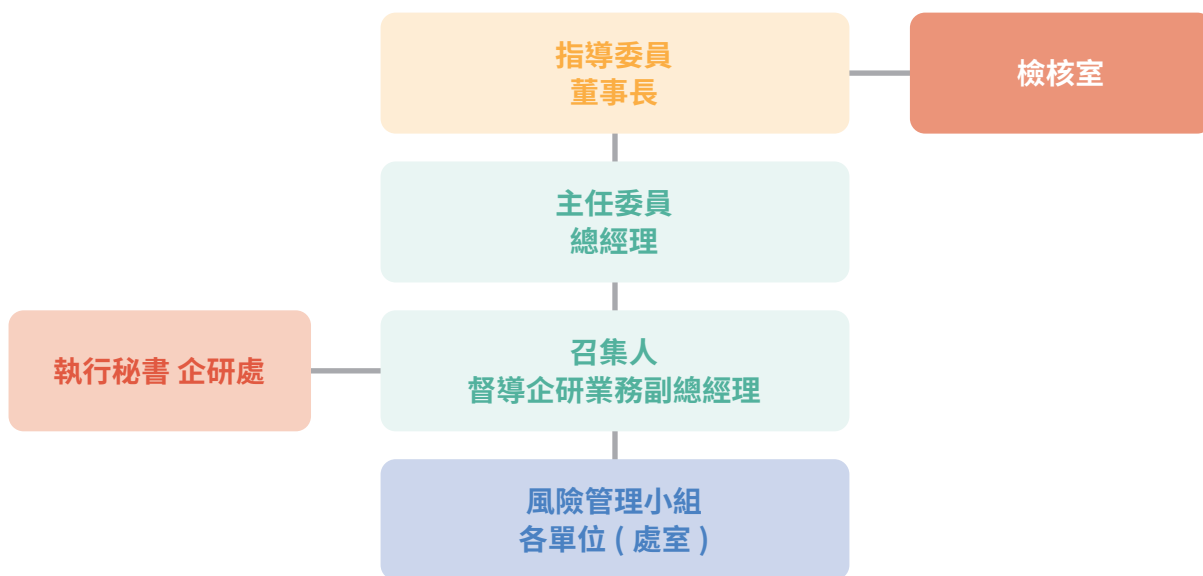 指導委員
董事長
檢核室
主任委員
總經理
執行秘書 企研處
召集人
督導企研業務副總經理
風險管理小組
各單位 ( 處室 )